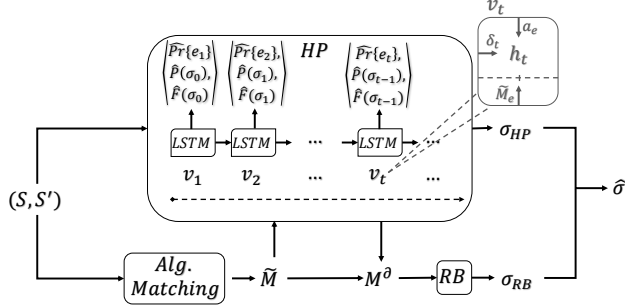 v_t
δ_t
a_e
h_t
M̃_e
HP
P̂r{e_1}
P̂(σ_0),
F̂(σ_0)
P̂r{e_2},
P̂(σ_1),
F̂(σ_1)
P̂r{e_t},
P̂(σ_{t-1}),
F̂(σ_{t-1})
LSTM LSTM ... LSTM ...
v_1 v_2 ... v_t ...
σ_HP
(S,S′)
σ̂
Alg.
Matching
M̃
M^∂
RB
σ_RB